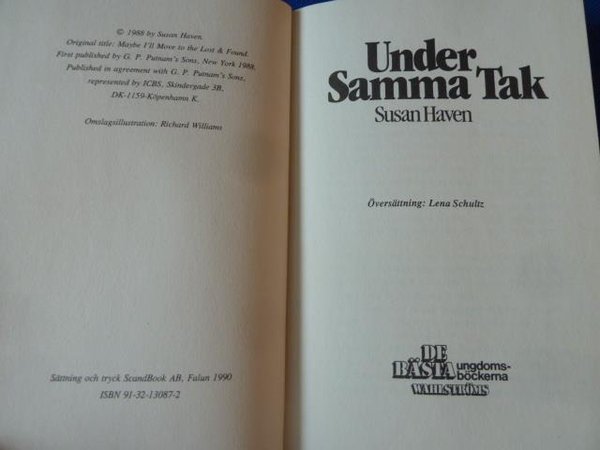 © 1988 by Susan Haven.
Original title: Maybe I'll Move to the Lost & Found.
First published by G. P. Putnam's Sons, New York 1988.
Published in agreement with G. P. Putnam's Sons,
represented by ICBS, Skindergade 3B,
DK-1159-Köpenhamn K.
Omslagsillustration: Richard Williams
Sättning och tryck ScandBook AB, Falun 1990
ISBN 91-32-13087-2
Under
Samma Tak
Susan Haven
Översättning: Lena Schultz
DE
BÄSTA ungdoms-
böckerna
WAHLSTRÖMS